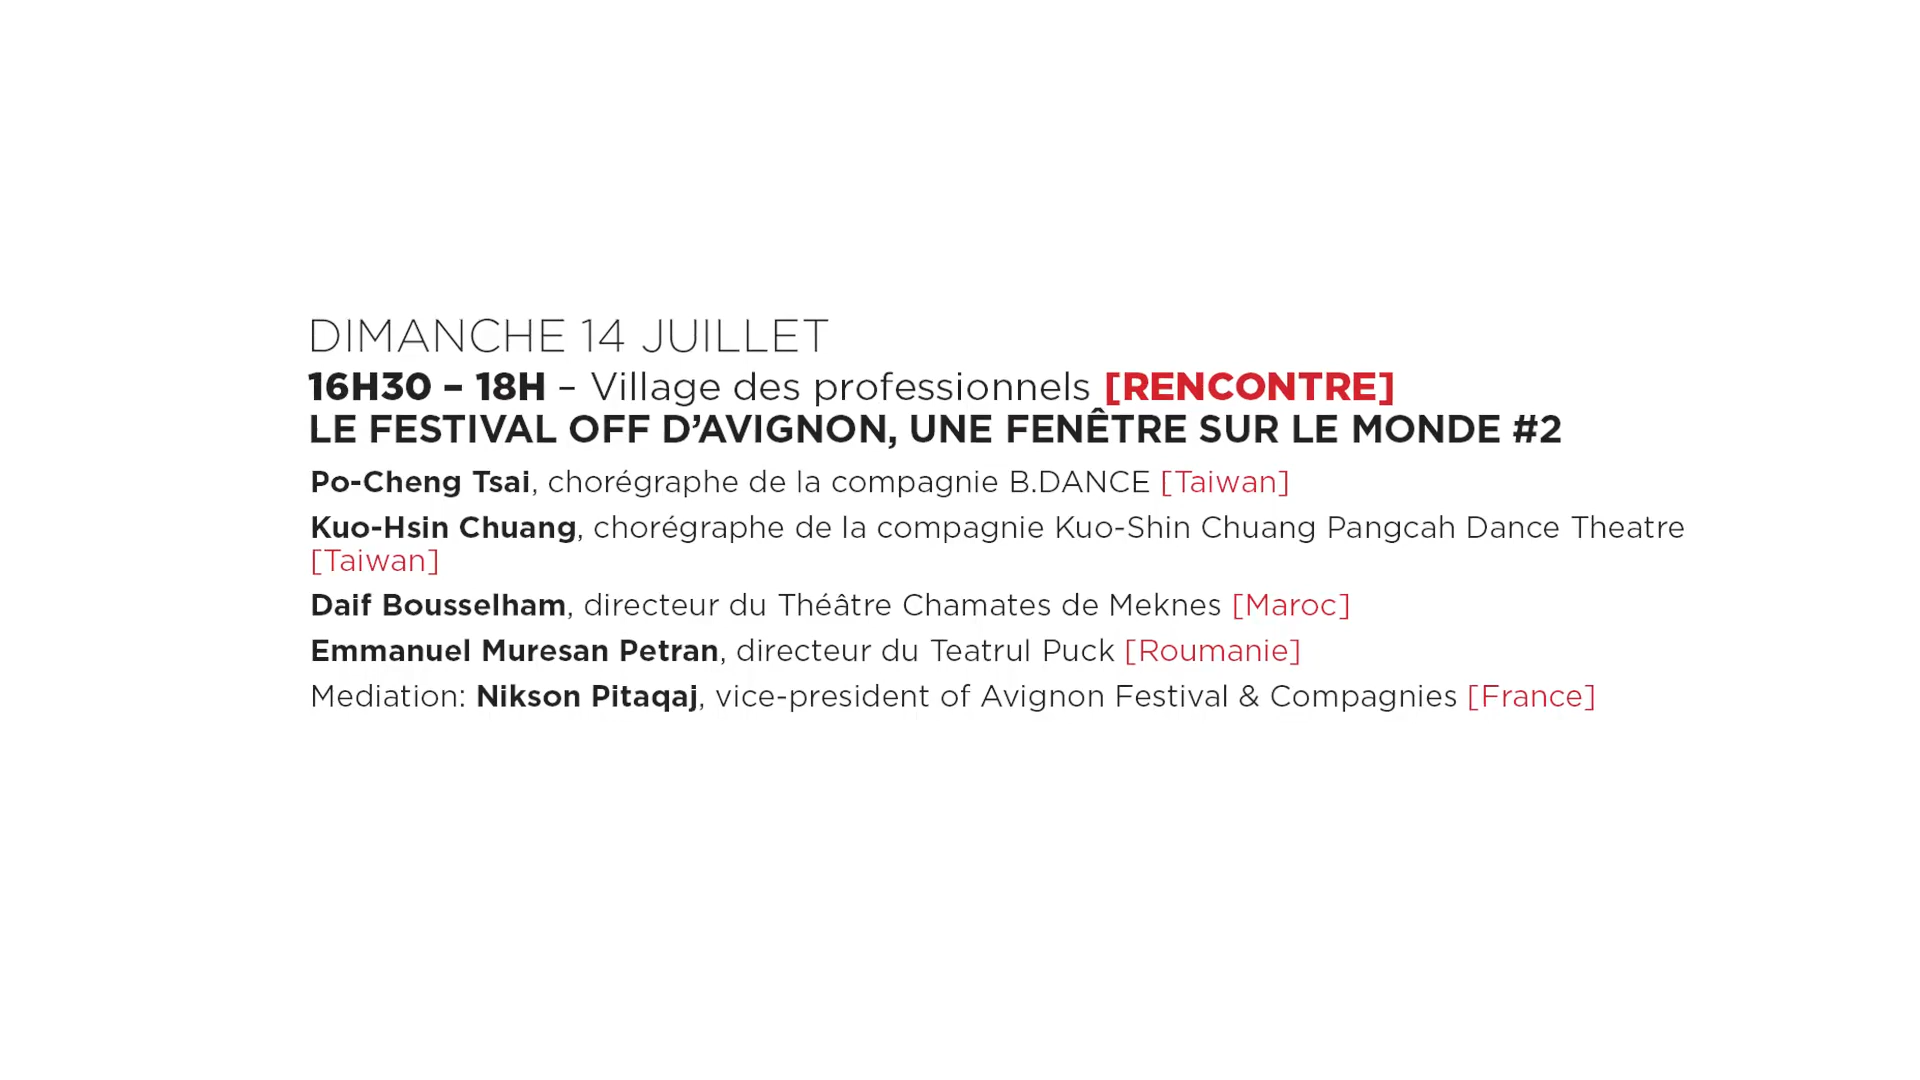 DIMANCHE 14 JUILLET
16H30 – 18H – Village des professionnels [RENCONTRE]
LE FESTIVAL OFF D’AVIGNON, UNE FENÊTRE SUR LE MONDE #2
Po-Cheng Tsai, chorégraphe de la compagnie B.DANCE [Taiwan]
Kuo-Hsin Chuang, chorégraphe de la compagnie Kuo-Shin Chuang Pangcah Dance Theatre
[Taiwan]
Daif Bousselham, directeur du Théâtre Chamates de Meknes [Maroc]
Emmanuel Muresan Petran, directeur du Teatrul Puck [Roumanie]
Mediation: Nikson Pitaqaj, vice-president of Avignon Festival & Compagnies [France]